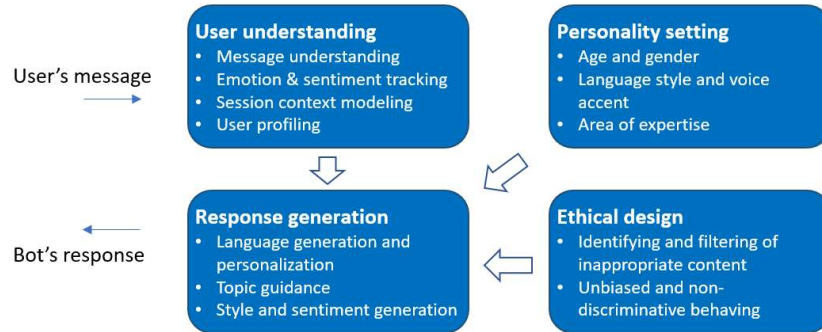 User understanding
• Message understanding
• Emotion & sentiment tracking
• Session context modeling
• User profiling
Personality setting
• Age and gender
• Language style and voice
accent
• Area of expertise
User's message
Response generation
• Language generation and
personalization
• Topic guidance
• Style and sentiment generation
Ethical design
• Identifying and filtering of
inappropriate content
• Unbiased and non-
discriminative behaving
Bot's response